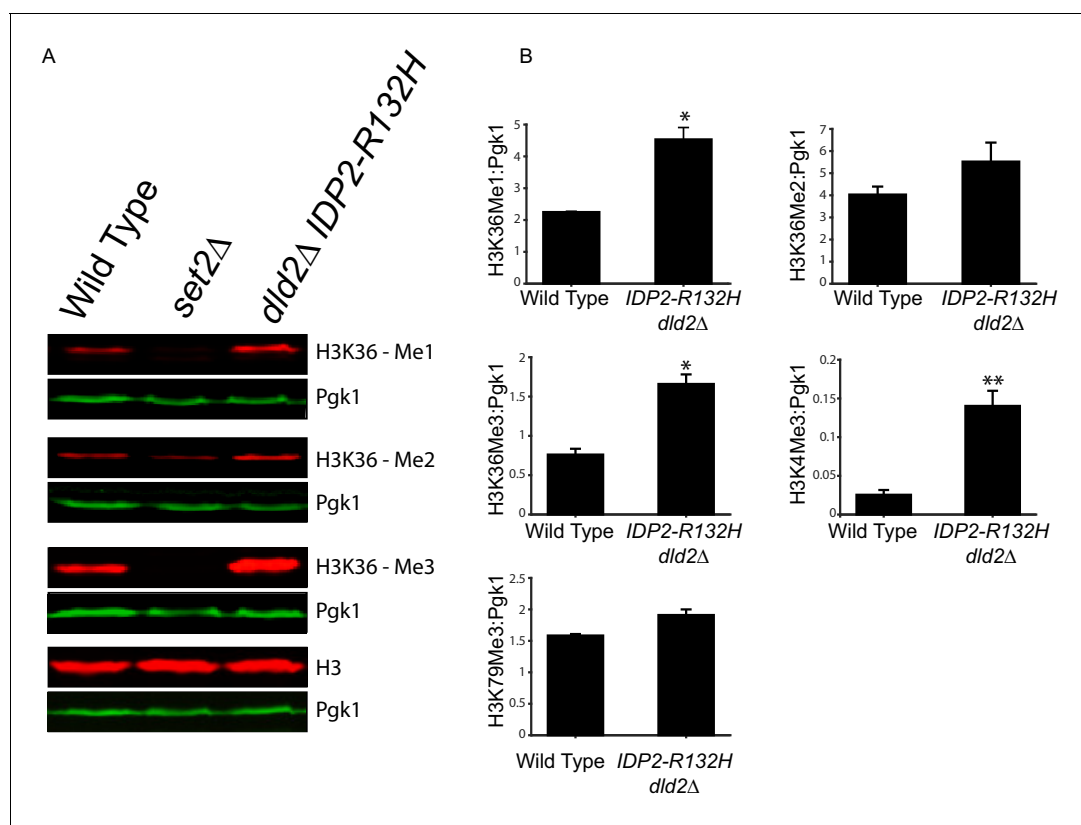 A
Wild Type
set2Δ
dld2Δ IDP2-R132H
H3K36 - Me1
Pgk1
H3K36 - Me2
Pgk1
H3K36 - Me3
Pgk1
H3
Pgk1
B
H3K36Me1:Pgk1
5
4
3
2
1
0
*
Wild Type
IDP2-R132H
dld2Δ
H3K36Me2:Pgk1
7
6
5
4
3
2
1
0
Wild Type
IDP2-R132H
dld2Δ
H3K36Me3:Pgk1
2
1.5
1
0.5
0
*
Wild Type
IDP2-R132H
dld2Δ
H3K4Me3:Pgk1
0.2
0.15
0.1
0.05
0
**
Wild Type
IDP2-R132H
dld2Δ
H3K79Me3:Pgk1
2.5
2
1.5
1
0.5
0
Wild Type
IDP2-R132H
dld2Δ